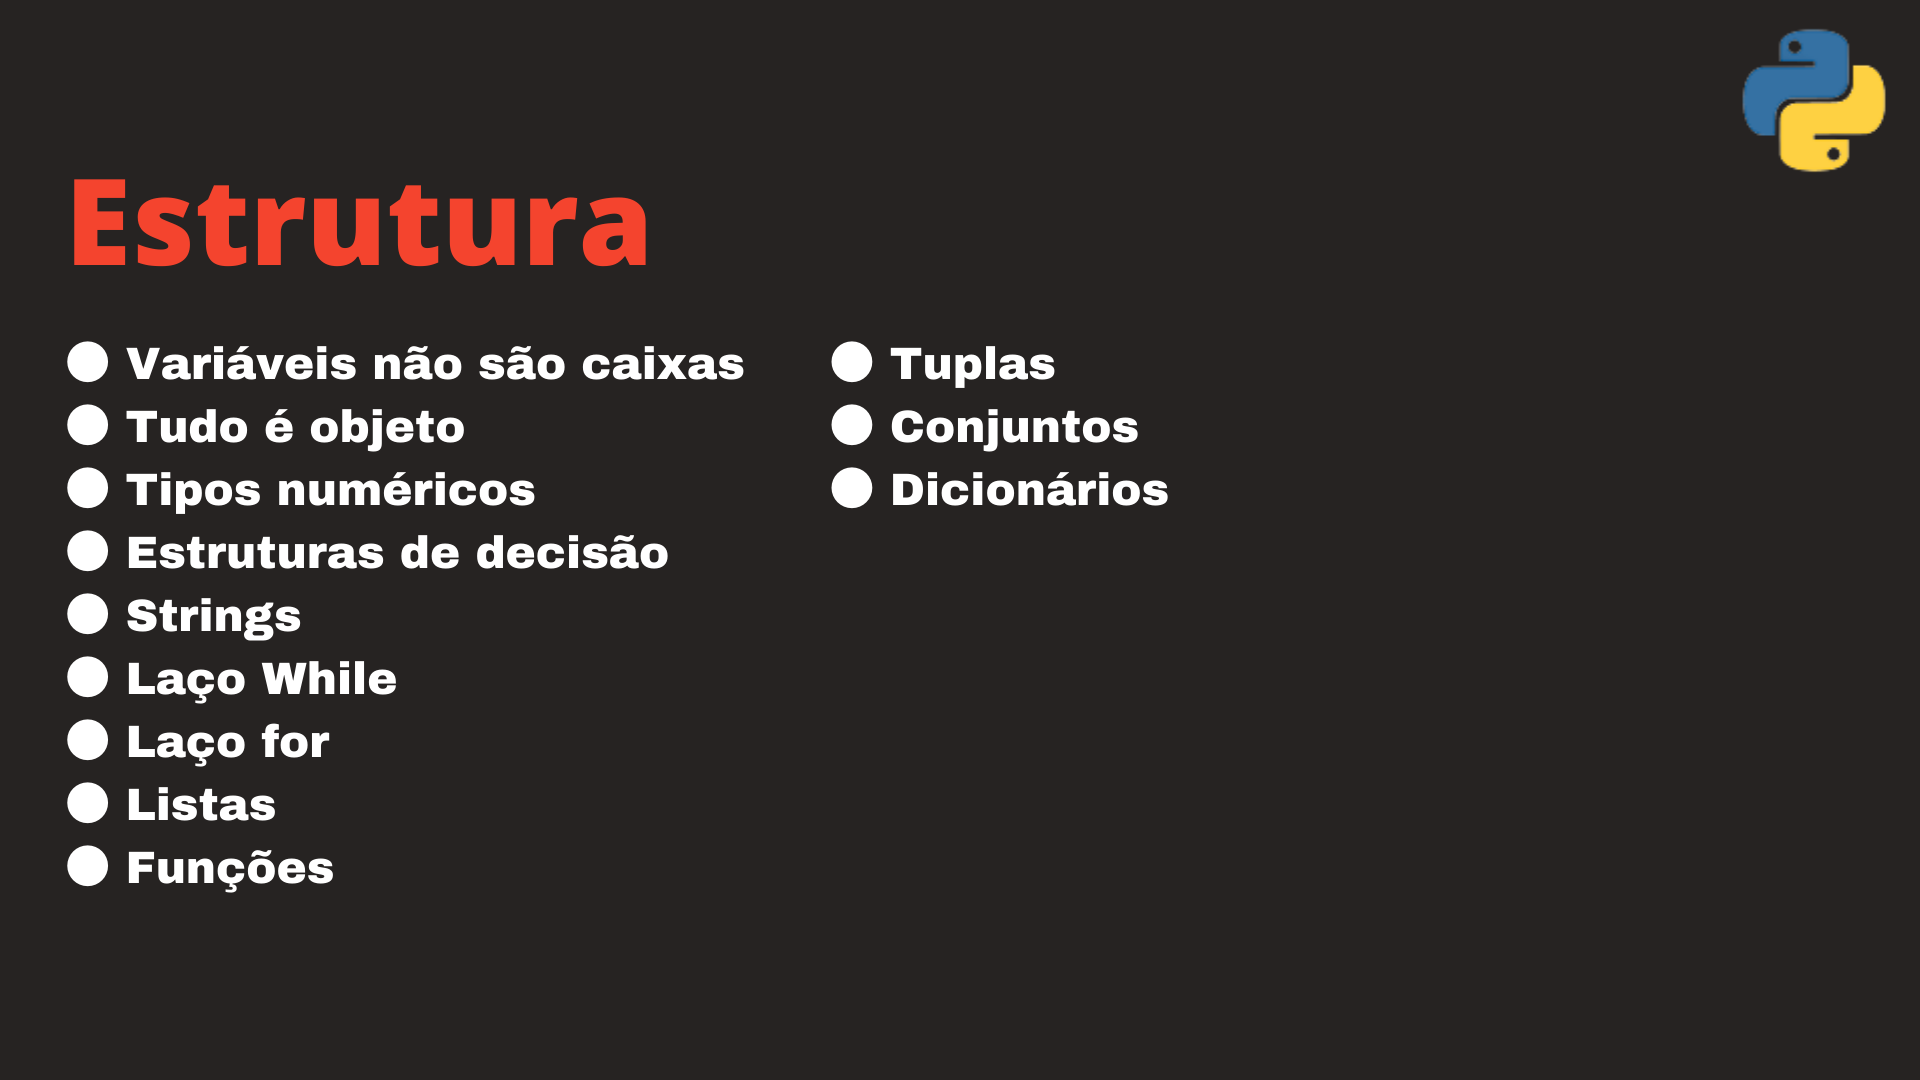 Estrutura
Variáveis não são caixas
Tudo é objeto
Tipos numéricos
Estruturas de decisão
Strings
Laço While
Laço for
Listas
Funções
Tuplas
Conjuntos
Dicionários